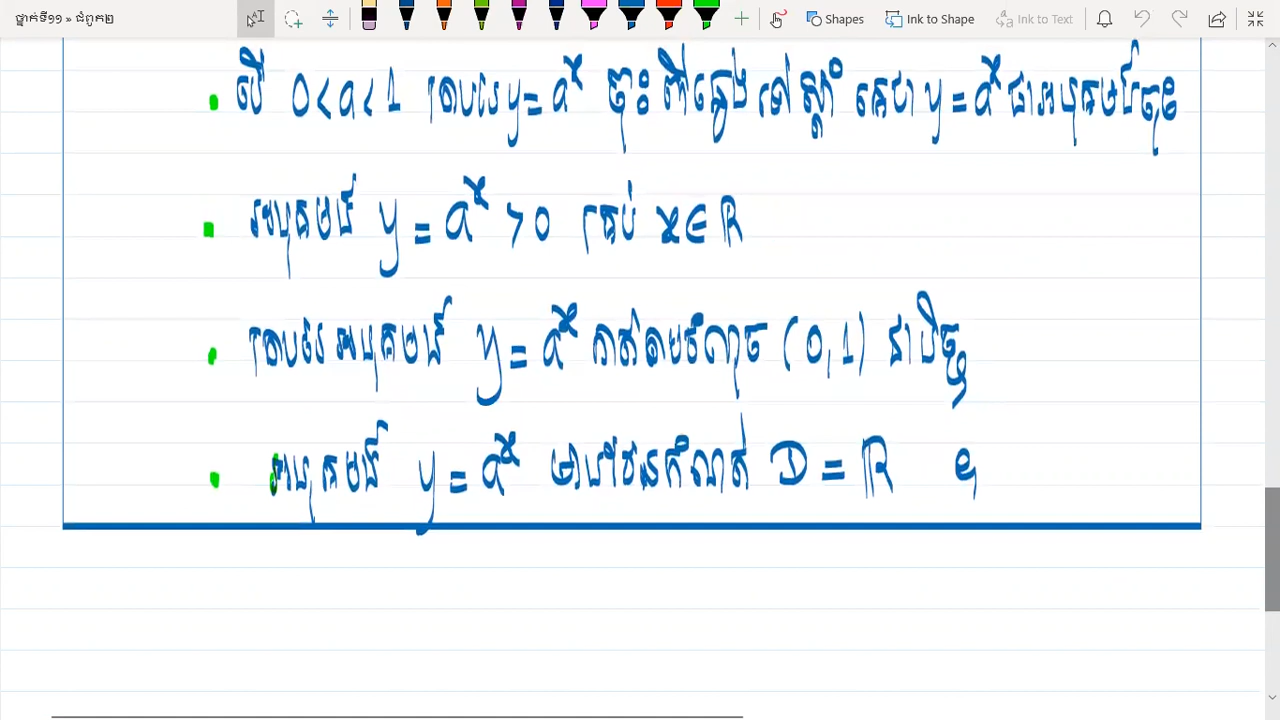 ថ្នាក់ទី១១ » ជំពូក២
Shapes Ink to Shape Ink to Text
បើ 0 < a < 1 ក្រាបនៃ y = aˣ ចុះពីឆ្វេងទៅស្តាំ គេថា y = aˣ ជាអនុគមន៍ចុះ
អនុគមន៍ y = aˣ > 0 គ្រប់ x ∈ ℝ
ក្រាបនៃអនុគមន៍ y = aˣ កាត់តាមចំណុច (0, 1) ជានិច្ច
អនុគមន៍ y = aˣ មានដែនកំណត់ D = ℝ ។